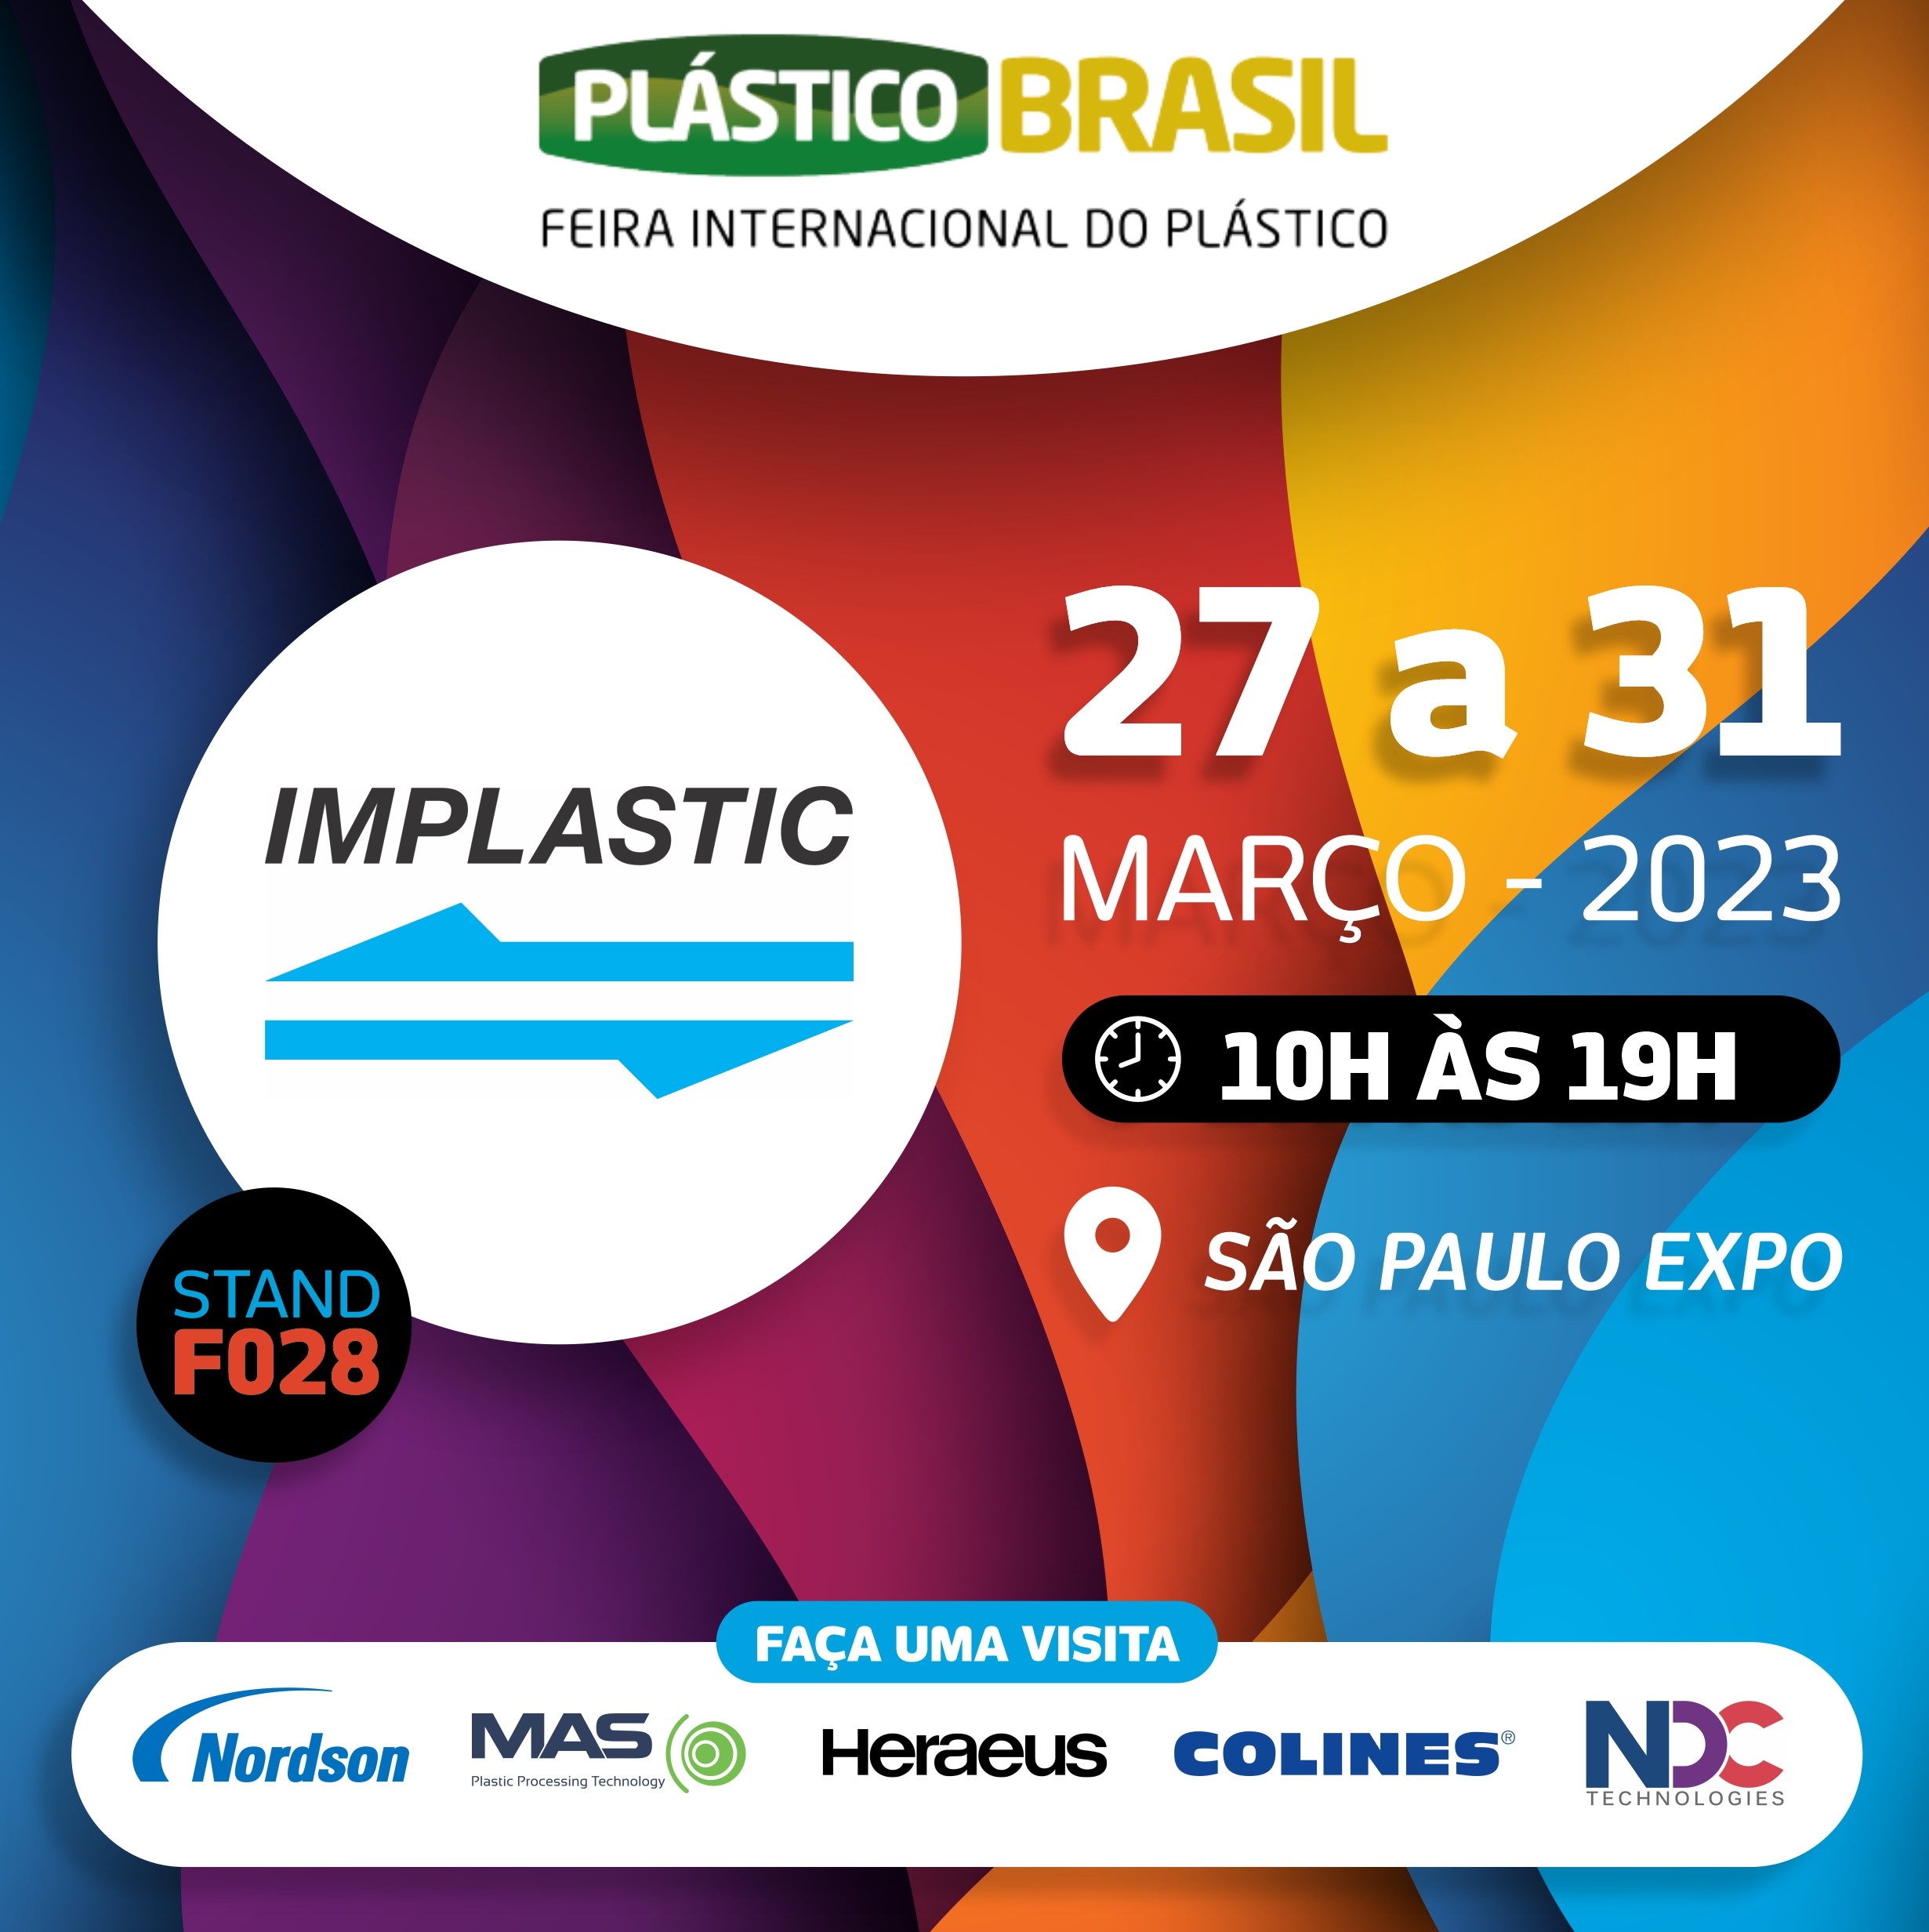 PLÁSTICO BRASIL
FEIRA INTERNACIONAL DO PLÁSTICO
IMPLASTIC
STAND
F028
27 a 31
MARÇO - 2023
10H ÀS 19H
SÃO PAULO EXPO
FAÇA UMA VISITA
Nordson
MAS
Plastic Processing Technology
Heraeus
COLINES®
NDC
TECHNOLOGIES